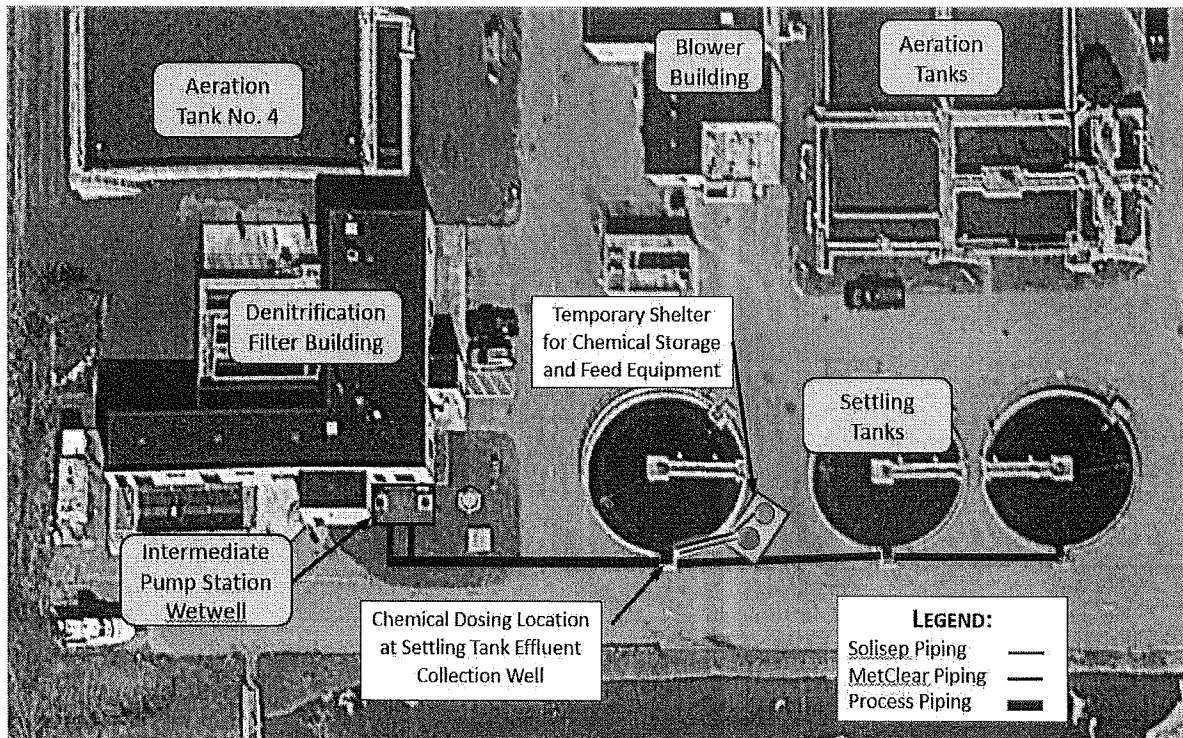 Aeration
Tank No. 4
Blower
Building
Aeration
Tanks
Denitrification
Filter Building
Temporary Shelter
for Chemical Storage
and Feed Equipment
Settling
Tanks
Intermediate
Pump Station
Wetwell
Chemical Dosing Location
at Settling Tank Effluent
Collection Well
LEGEND:
Solisep Piping
MetClear Piping
Process Piping